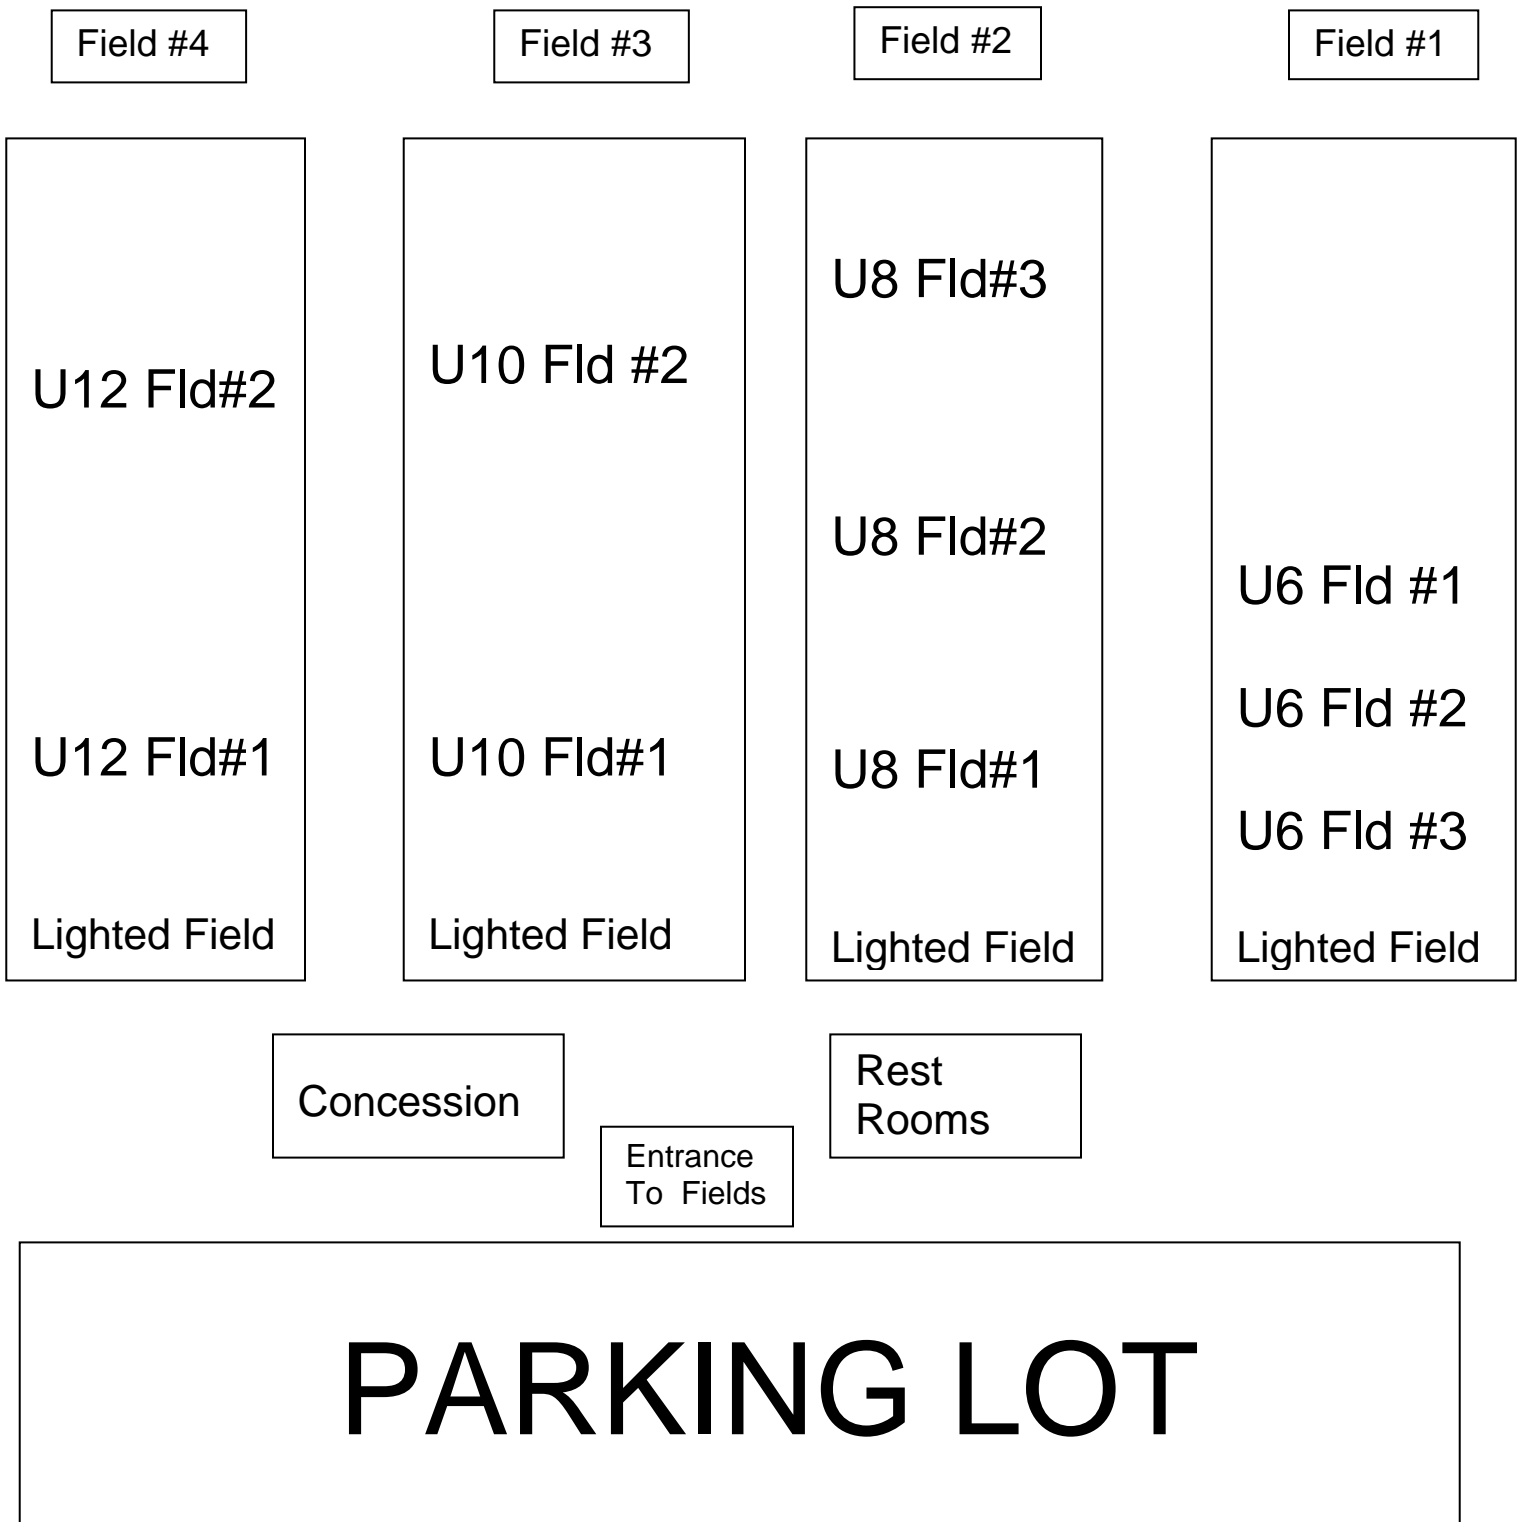 Field #4
Field #3
Field #2
Field #1
U12 Fld#2
U12 Fld#1
Lighted Field
U10 Fld #2
U10 Fld#1
Lighted Field
U8 Fld#3
U8 Fld#2
U8 Fld#1
Lighted Field
U6 Fld #1
U6 Fld #2
U6 Fld #3
Lighted Field
Concession
Entrance
To Fields
Rest
Rooms
PARKING LOT